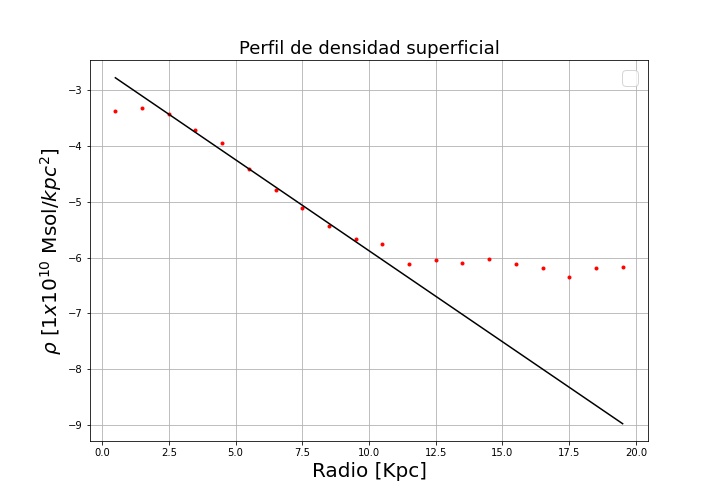 Perfil de densidad superficial
ρ [1x10¹⁰ Msol/kpc²]
−3
−4
−5
−6
−7
−8
−9
0.0 2.5 5.0 7.5 10.0 12.5 15.0 17.5 20.0
Radio [Kpc]